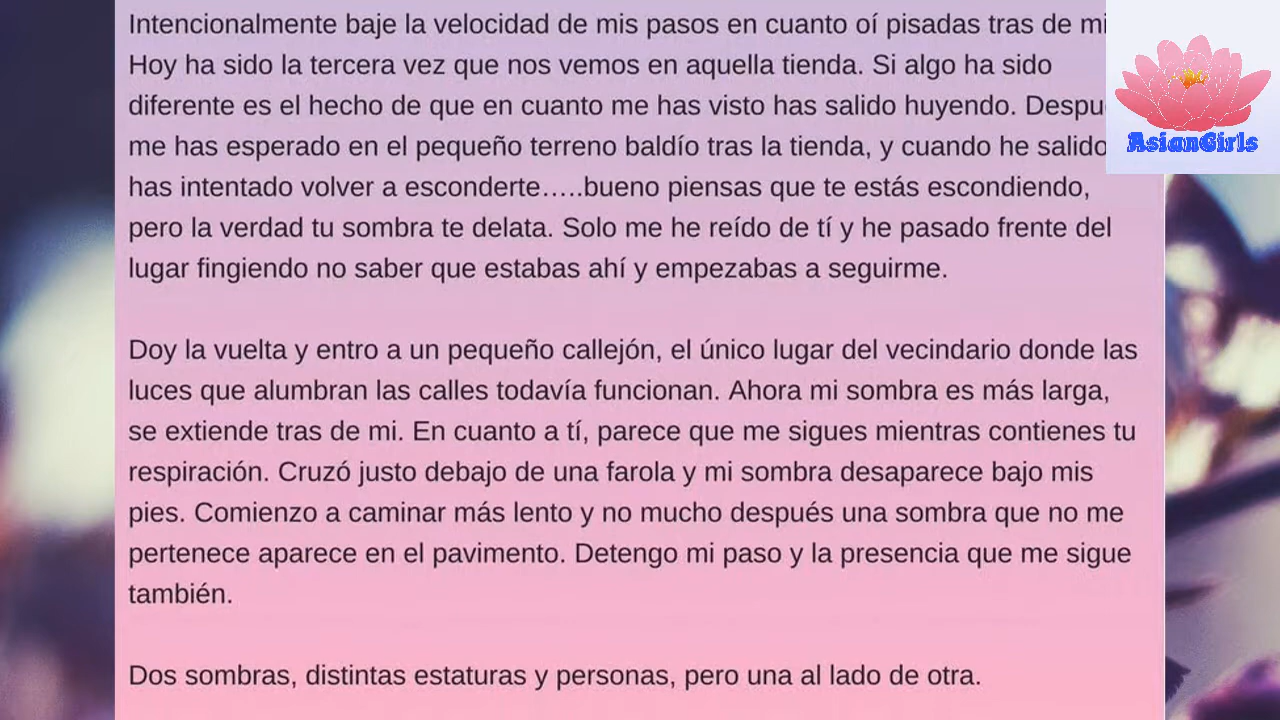 Intencionalmente baje la velocidad de mis pasos en cuanto oí pisadas tras de mi
Hoy ha sido la tercera vez que nos vemos en aquella tienda. Si algo ha sido
diferente es el hecho de que en cuanto me has visto has salido huyendo. Despu
me has esperado en el pequeño terreno baldío tras la tienda, y cuando he salido
has intentado volver a esconderte…..bueno piensas que te estás escondiendo,
pero la verdad tu sombra te delata. Solo me he reído de tí y he pasado frente del
lugar fingiendo no saber que estabas ahí y empezabas a seguirme.
Doy la vuelta y entro a un pequeño callejón, el único lugar del vecindario donde las
luces que alumbran las calles todavía funcionan. Ahora mi sombra es más larga,
se extiende tras de mi. En cuanto a tí, parece que me sigues mientras contienes tu
respiración. Cruzó justo debajo de una farola y mi sombra desaparece bajo mis
pies. Comienzo a caminar más lento y no mucho después una sombra que no me
pertenece aparece en el pavimento. Detengo mi paso y la presencia que me sigue
también.
Dos sombras, distintas estaturas y personas, pero una al lado de otra.
AsianGirls